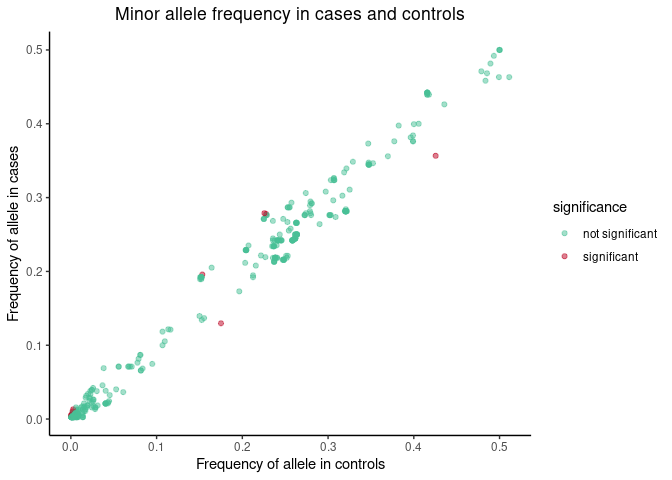 Minor allele frequency in cases and controls
Frequency of allele in cases
0.5
0.4
0.3
0.2
0.1
0.0
0.0 0.1 0.2 0.3 0.4 0.5
Frequency of allele in controls
significance
not significant
significant